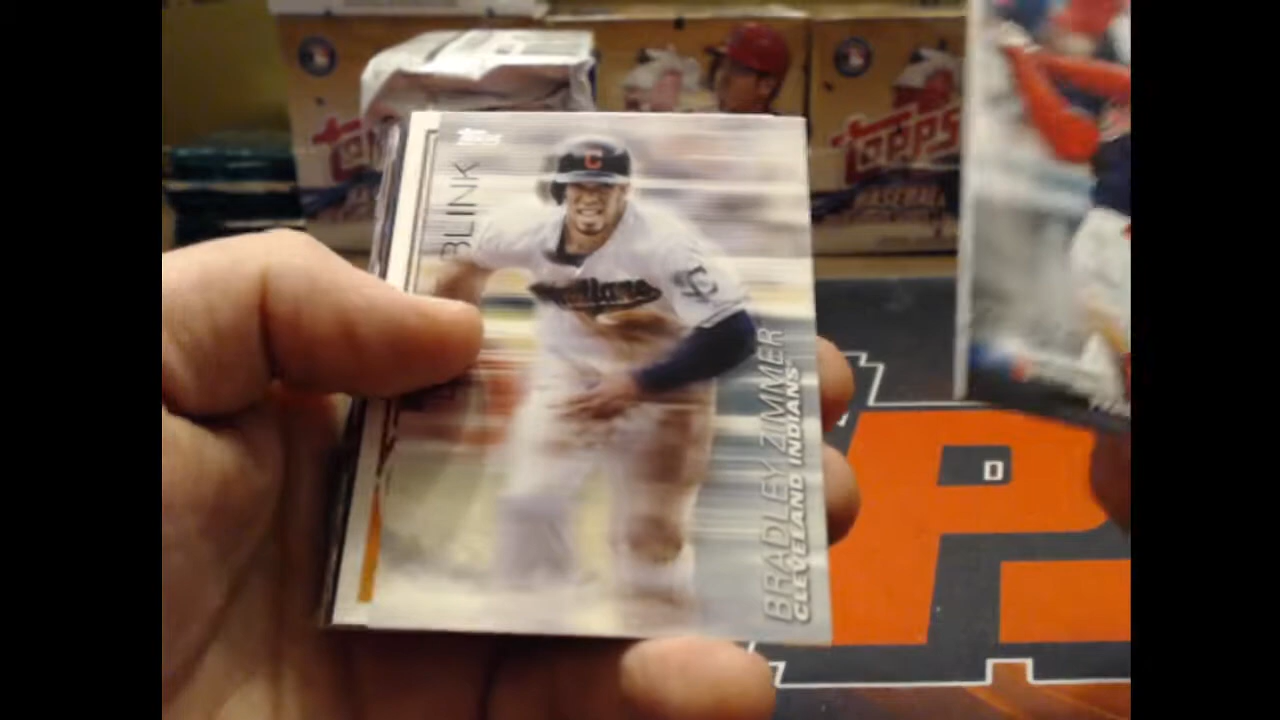 Topps
BLINK
BRADLEY ZIMMER
CLEVELAND INDIANS
Indians
C
TOPPS
BASEBALL
D